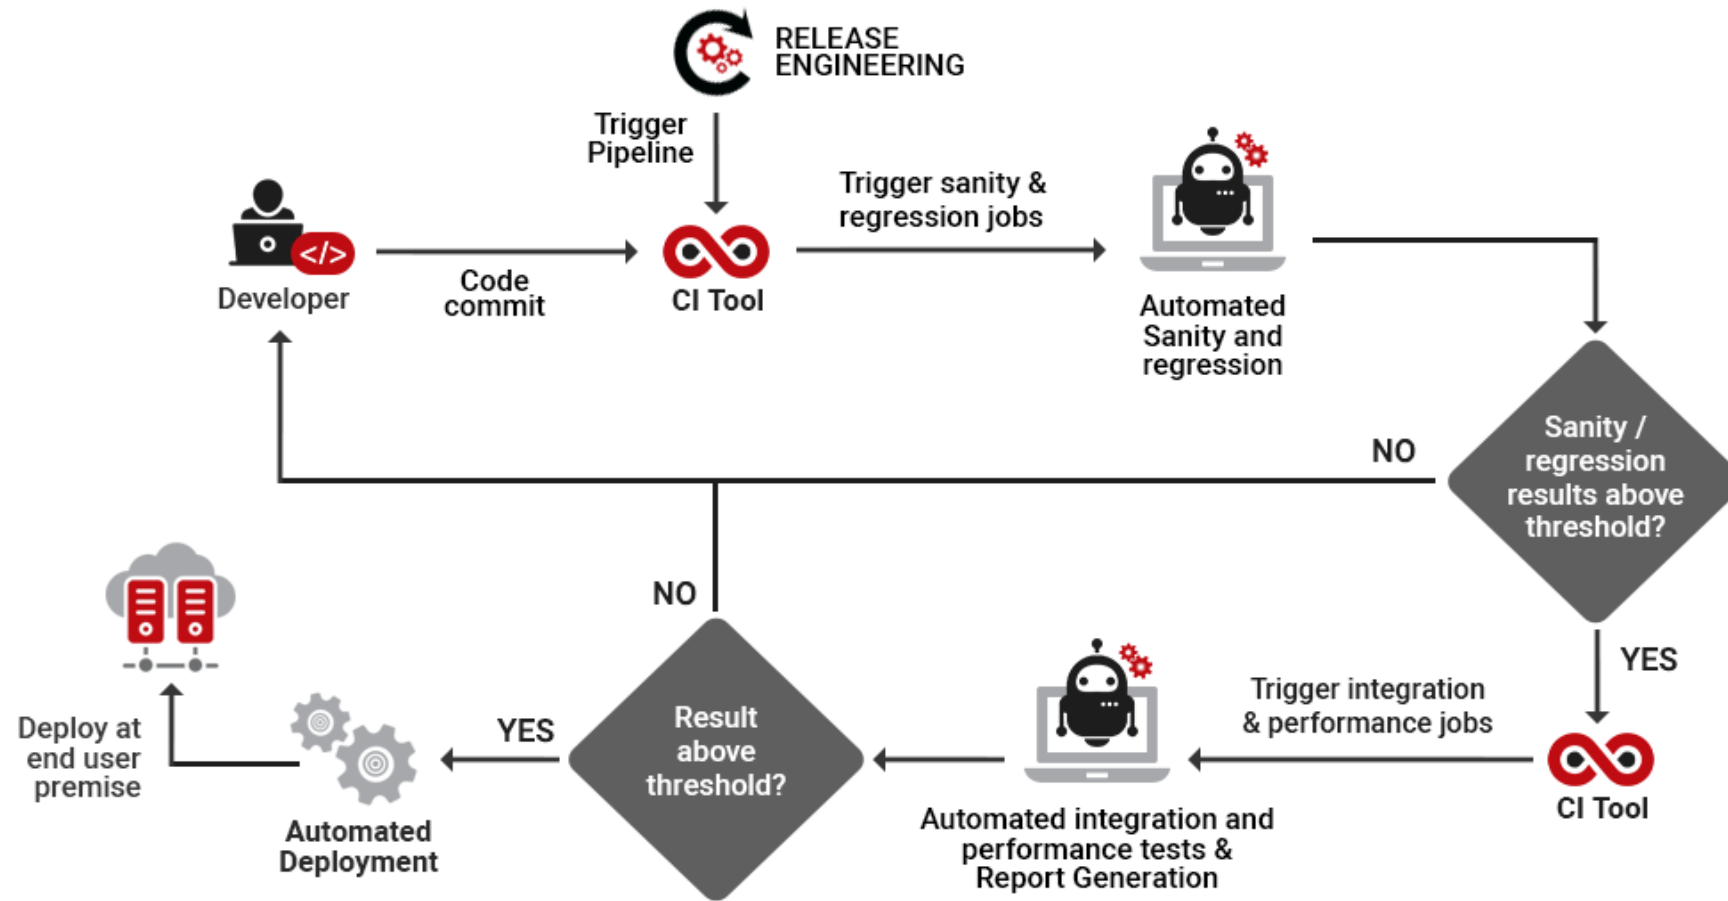 RELEASE
ENGINEERING
Trigger
Pipeline
Trigger sanity &
regression jobs
</>
Developer
Code
commit
CI Tool
Automated
Sanity and
regression
Sanity /
regression
results above
threshold?
NO
YES
NO
Trigger integration
& performance jobs
CI Tool
Automated integration and
performance tests &
Report Generation
Result
above
threshold?
YES
Automated
Deployment
Deploy at
end user
premise